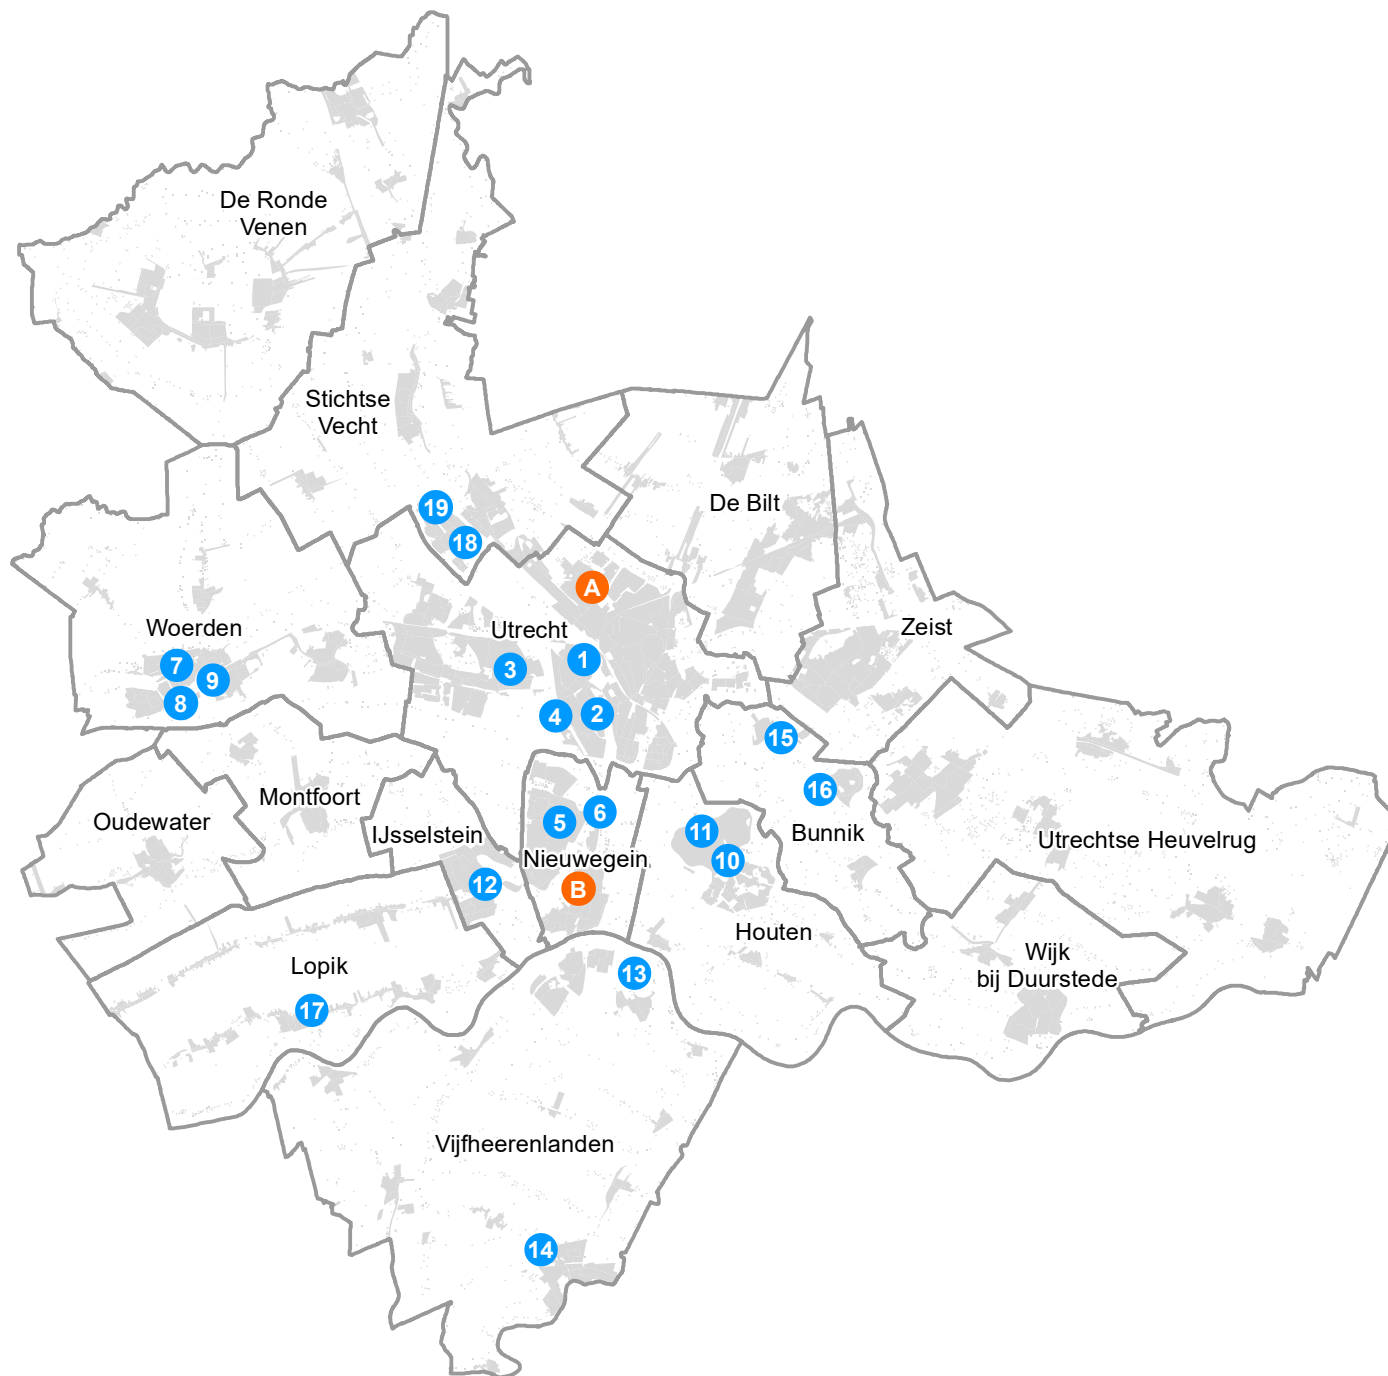 De Ronde
Venen
Stichtse
Vecht
De Bilt
19
18
A
Utrecht
Zeist
Woerden
1
3
7
9
8
4
2
15
16
Montfoort
Oudewater
IJsselstein
5
6
11
Bunnik
Utrechtse Heuvelrug
Nieuwegein
10
12
B
Houten
Wijk
bij Duurstede
Lopik
13
17
Vijfheerenlanden
14